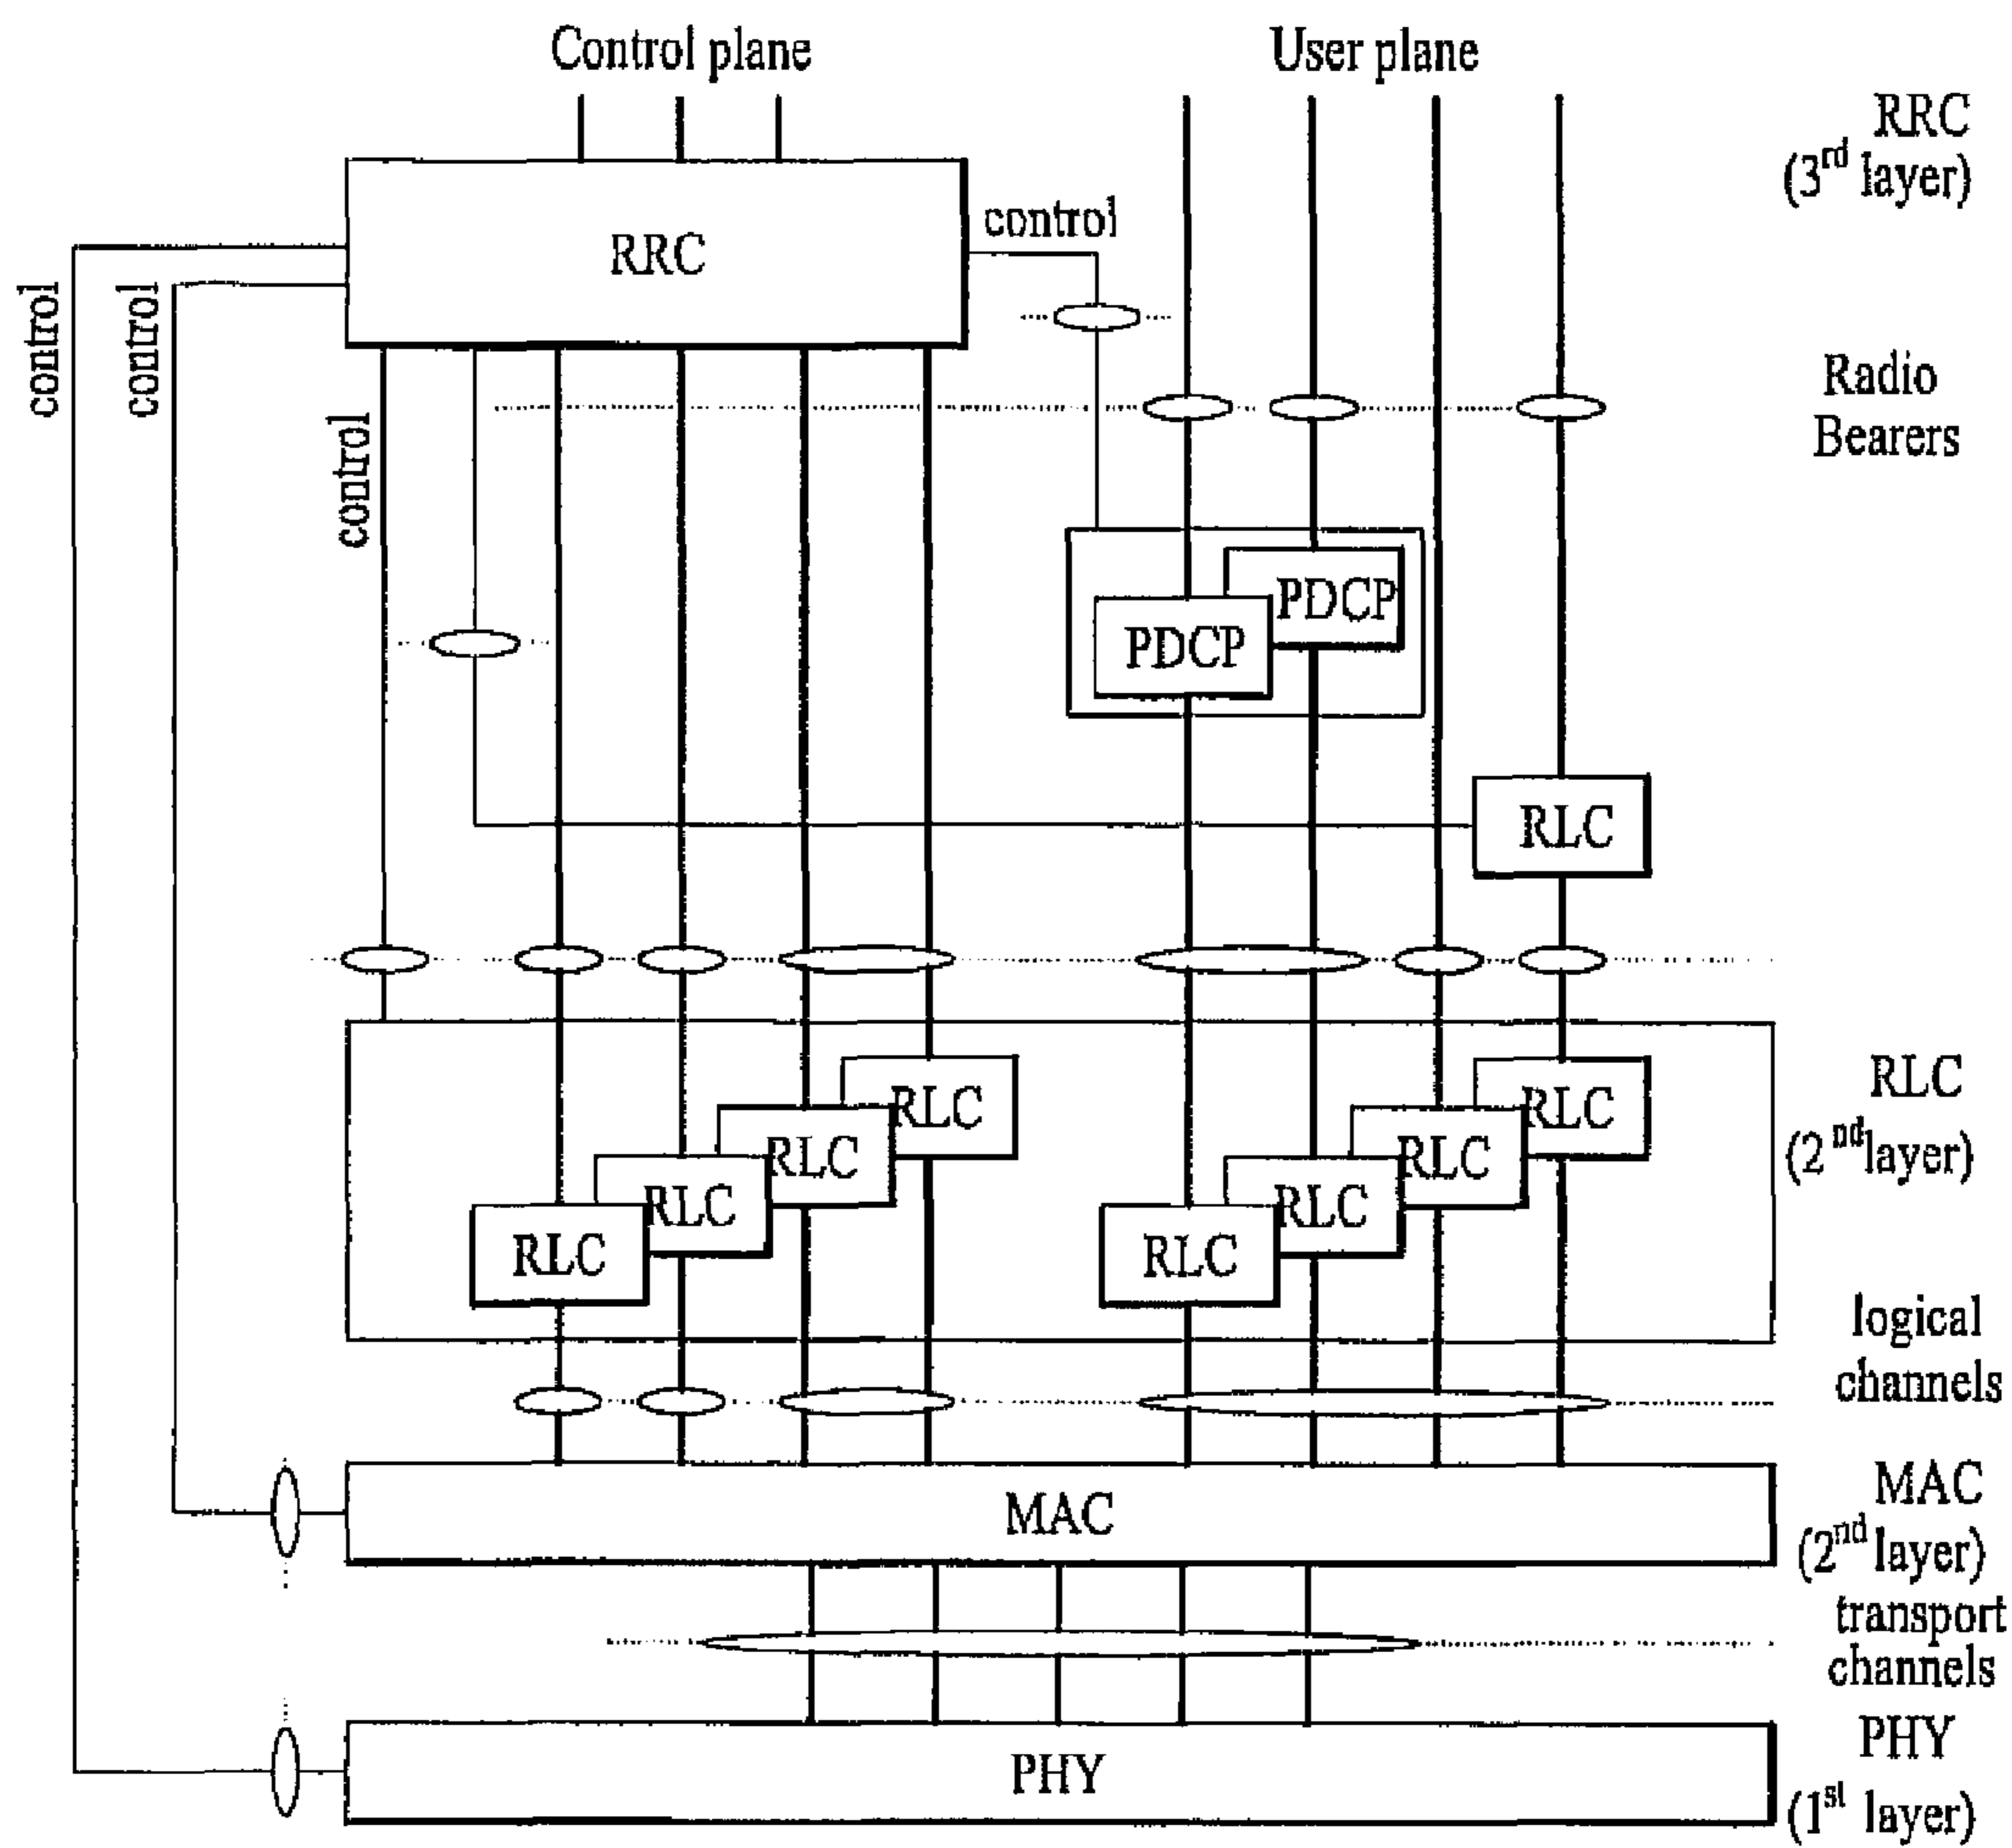 Control plane
User plane
RRC
(3rd layer)
control
RRC
control
control
control
Radio
Bearers
PDCP
PDCP
RLC
RLC
RLC
RLC
RLC
RLC
RLC
RLC
RLC
RLC
(2nd layer)
logical
channels
MAC
MAC
(2nd layer)
transport
channels
PHY
PHY
(1st layer)